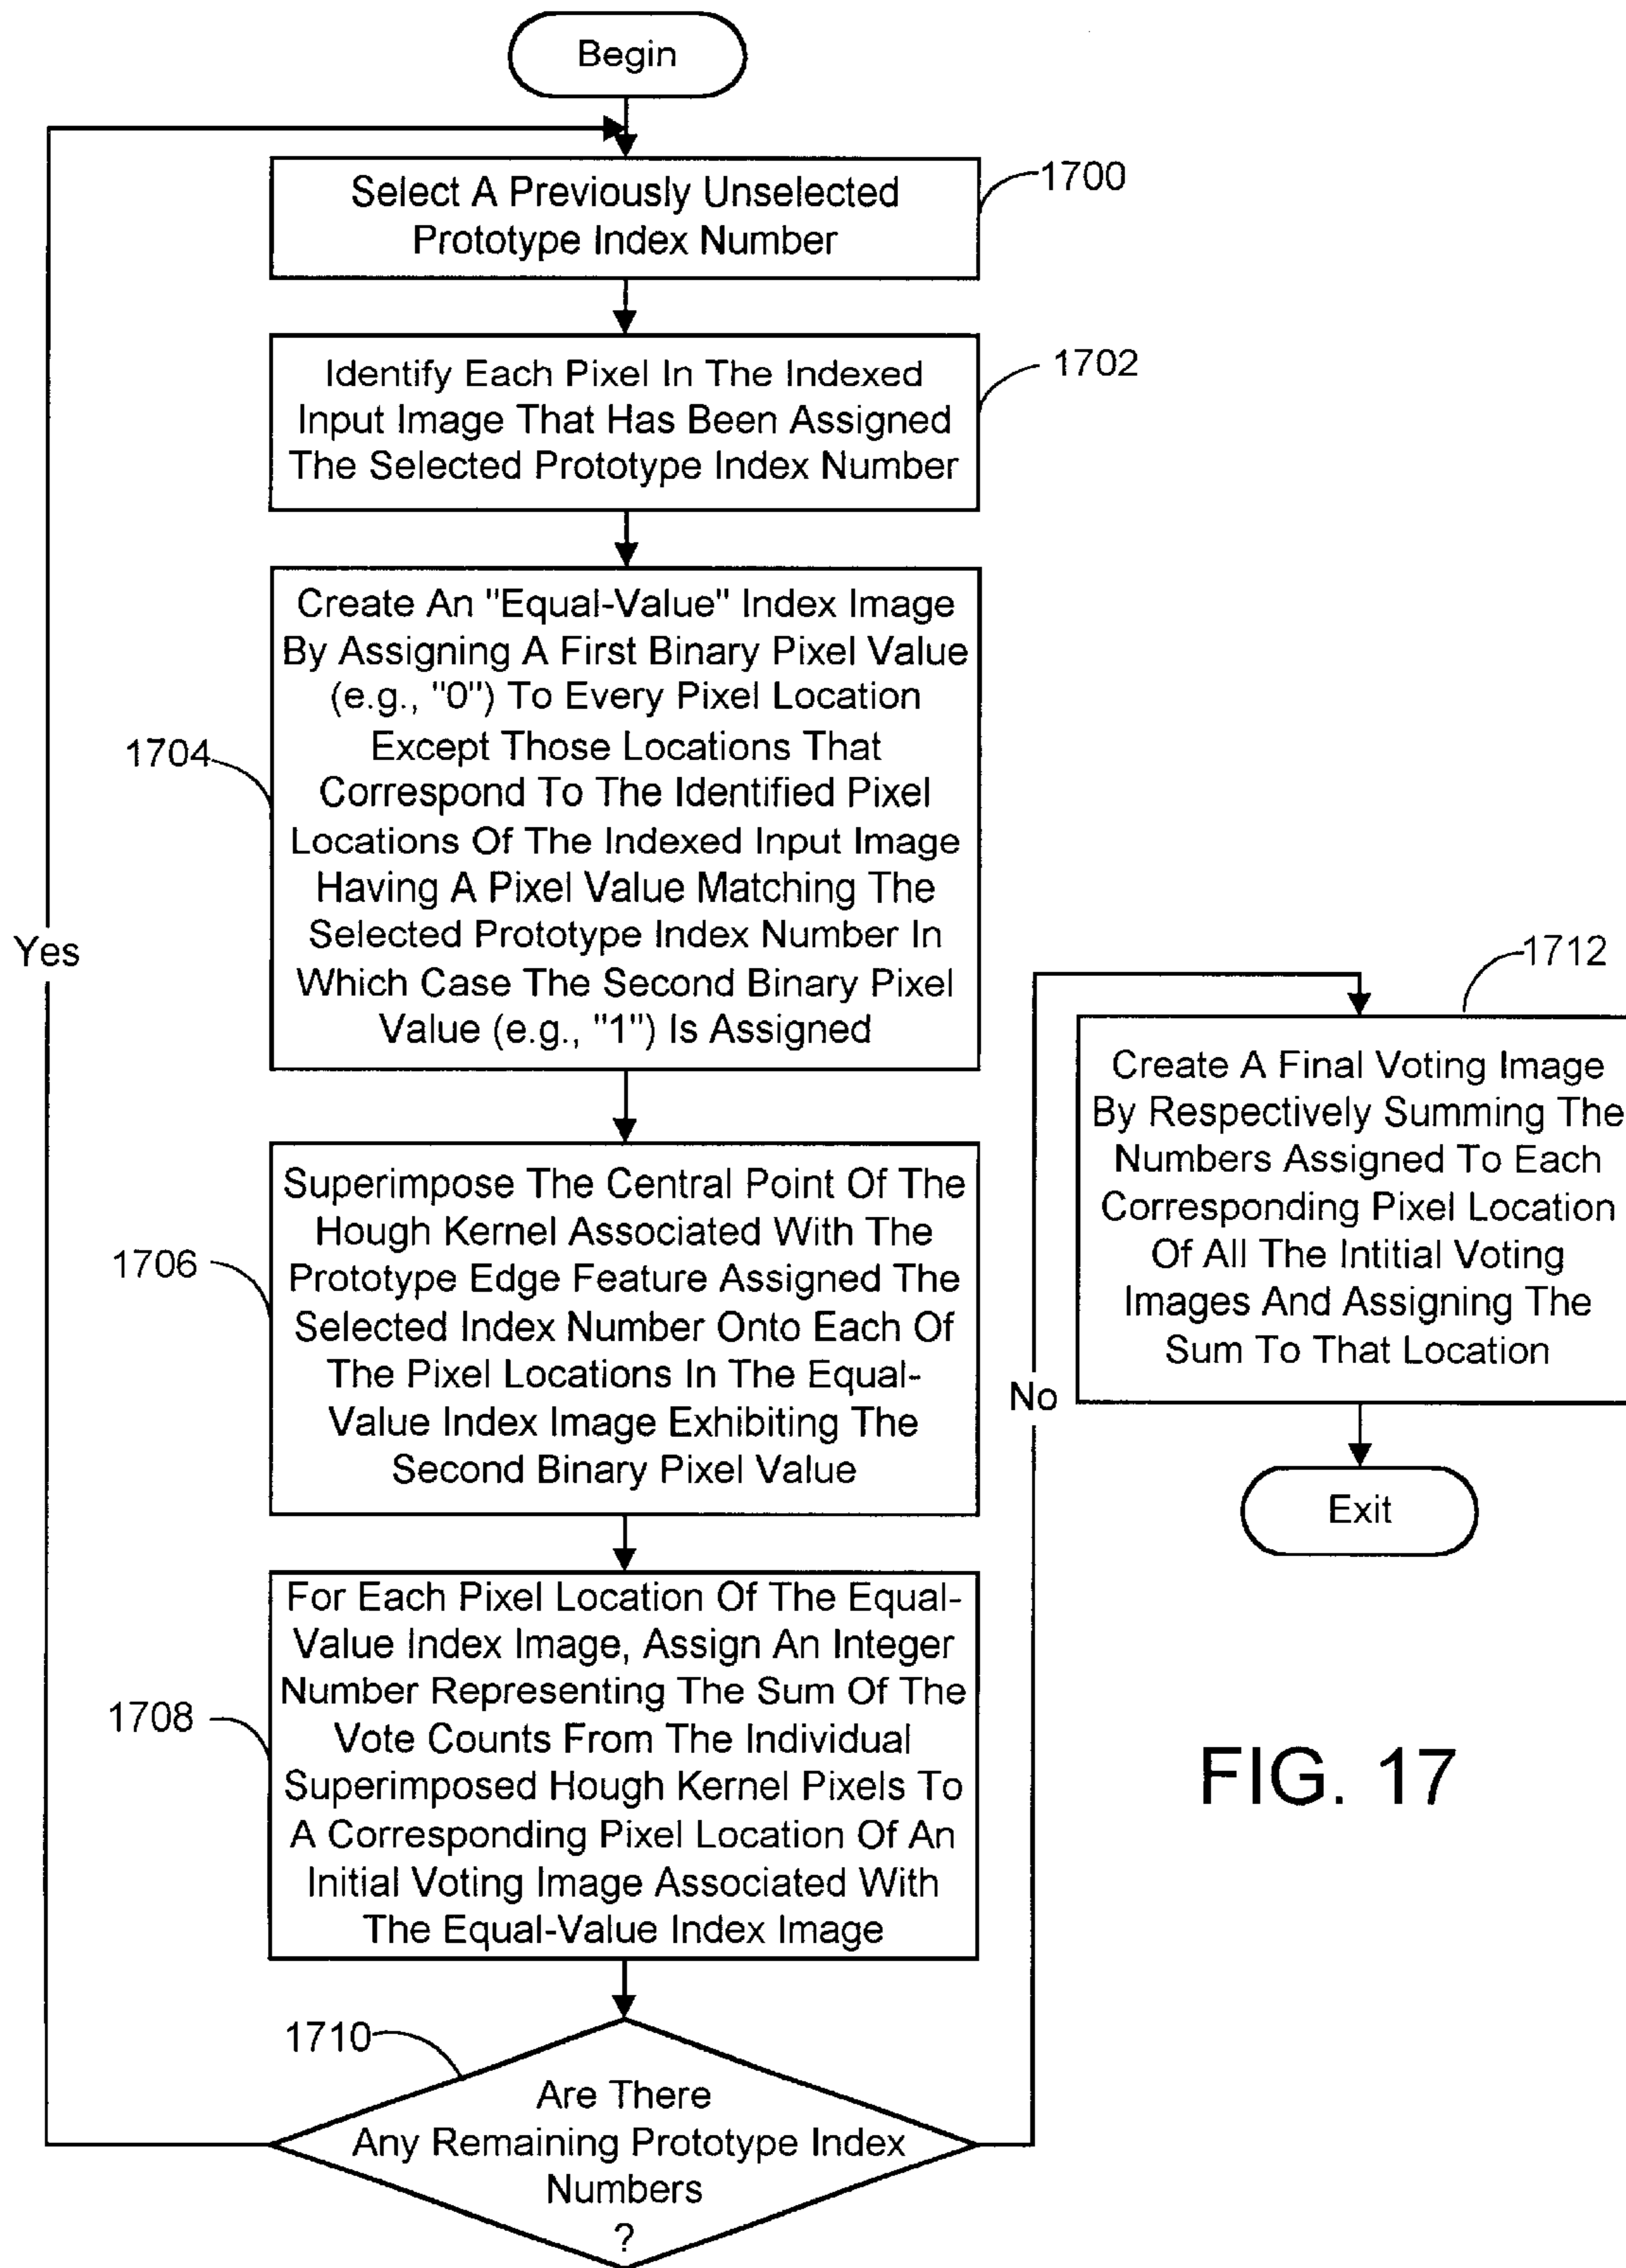 Begin
Select A Previously Unselected
Prototype Index Number
1700
Identify Each Pixel In The Indexed
Input Image That Has Been Assigned
The Selected Prototype Index Number
1702
Create An "Equal-Value" Index Image
By Assigning A First Binary Pixel Value
(e.g., "0") To Every Pixel Location
Except Those Locations That
Correspond To The Identified Pixel
Locations Of The Indexed Input Image
Having A Pixel Value Matching The
Selected Prototype Index Number In
Which Case The Second Binary Pixel
Value (e.g., "1") Is Assigned
1704
Superimpose The Central Point Of The
Hough Kernel Associated With The
Prototype Edge Feature Assigned The
Selected Index Number Onto Each Of
The Pixel Locations In The Equal-
Value Index Image Exhibiting The
Second Binary Pixel Value
1706
For Each Pixel Location Of The Equal-
Value Index Image, Assign An Integer
Number Representing The Sum Of The
Vote Counts From The Individual
Superimposed Hough Kernel Pixels To
A Corresponding Pixel Location Of An
Initial Voting Image Associated With
The Equal-Value Index Image
1708
1710
Are There
Any Remaining Prototype Index
Numbers
?
Yes
No
1712
Create A Final Voting Image
By Respectively Summing The
Numbers Assigned To Each
Corresponding Pixel Location
Of All The Intitial Voting
Images And Assigning The
Sum To That Location
Exit
FIG. 17